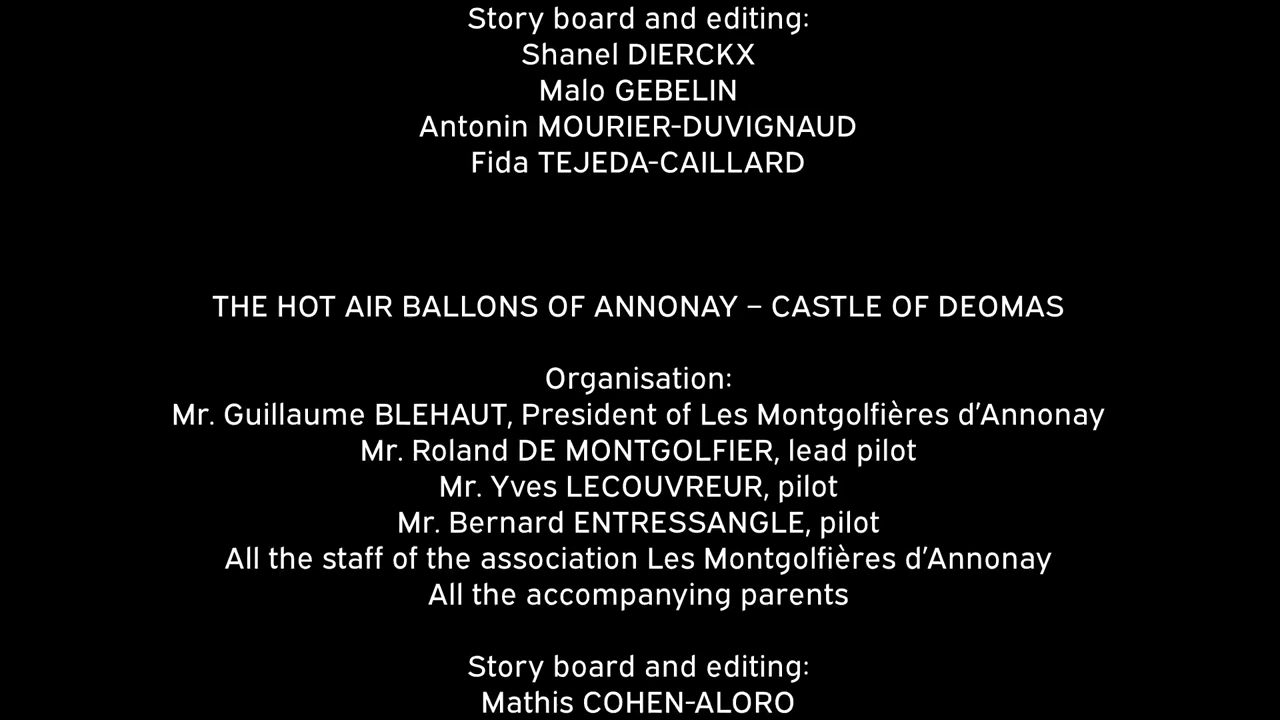 Story board and editing:
Shanel DIERCKX
Malo GEBELIN
Antonin MOURIER-DUVIGNAUD
Fida TEJEDA-CAILLARD
THE HOT AIR BALLONS OF ANNONAY – CASTLE OF DEOMAS
Organisation:
Mr. Guillaume BLEHAUT, President of Les Montgolfières d’Annonay
Mr. Roland DE MONTGOLFIER, lead pilot
Mr. Yves LECOUVREUR, pilot
Mr. Bernard ENTRESSANGLE, pilot
All the staff of the association Les Montgolfières d’Annonay
All the accompanying parents
Story board and editing:
Mathis COHEN-ALORO